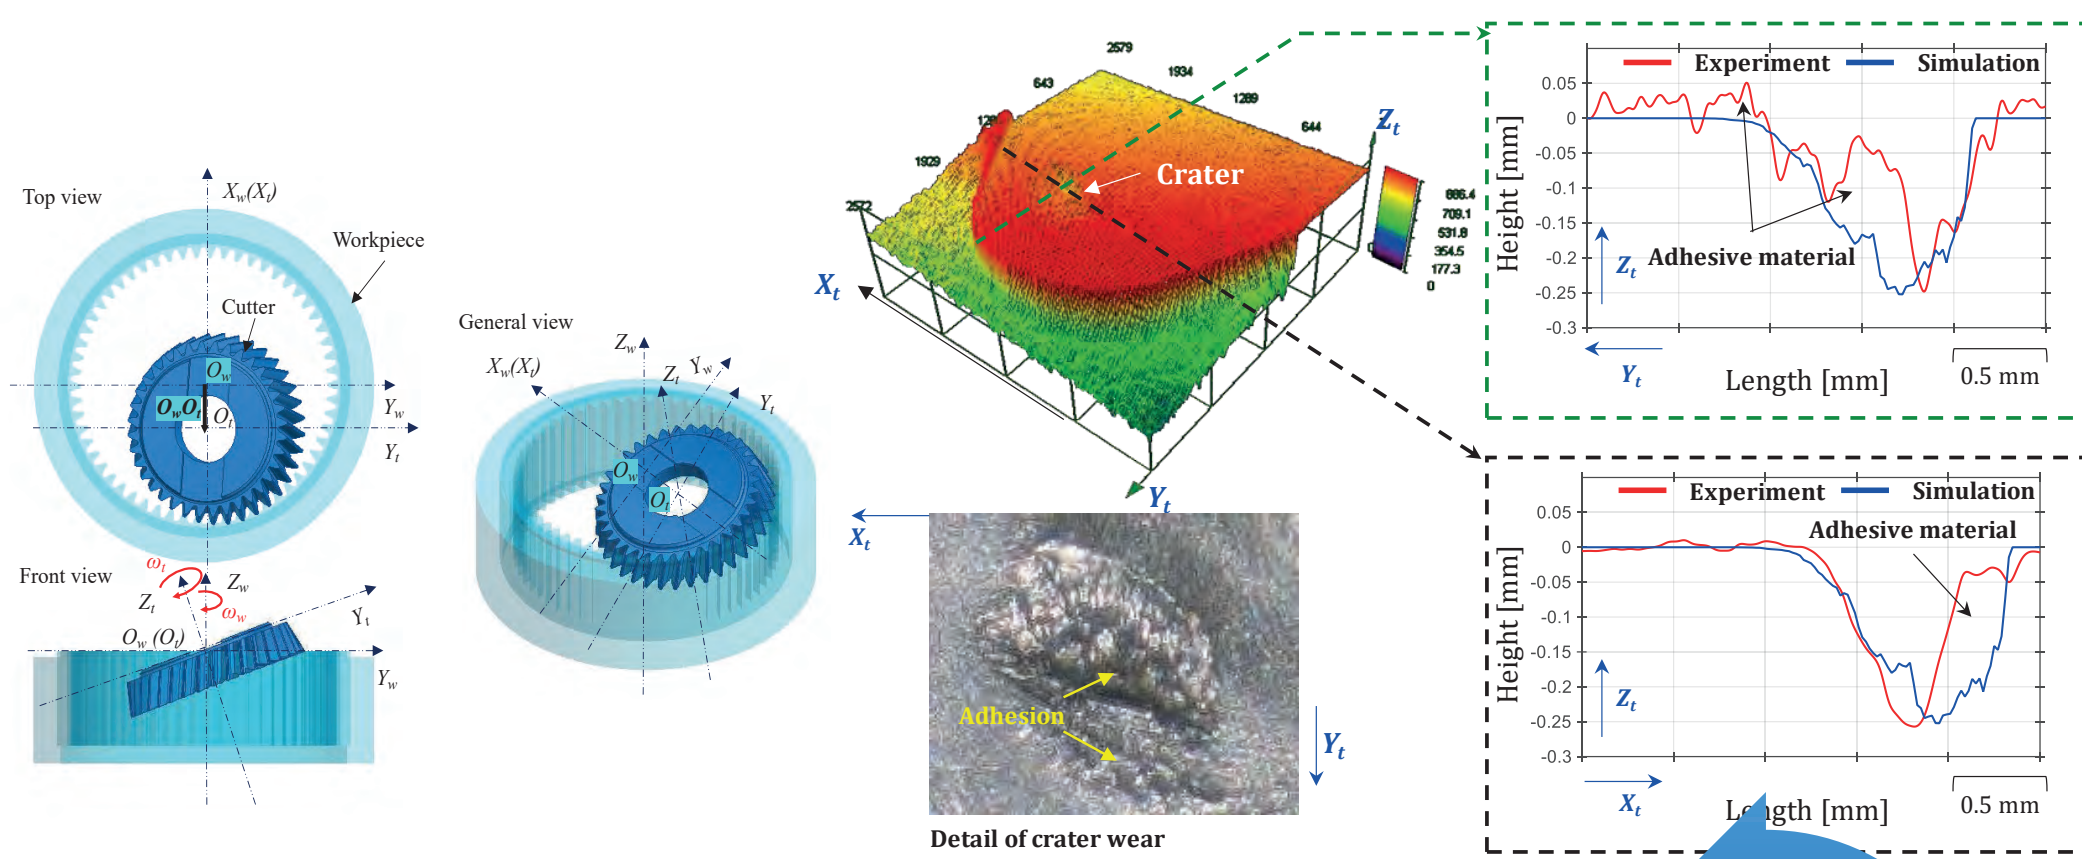 Top view
Xw(Xt)
Workpiece
Cutter
Ow
OwOt
Ot
Yw
Yt
Front view
ωt
Zt
Zw
ωw
Yt
Ow (Ot)
Yw
General view
Zw
Xw(Xt)
Zt
Yw
Yt
Ow
Ot
2579
643
1934
1289
644
1929
2572
Zt
Crater
886.4
709.1
531.8
354.5
177.3
0
Xt
Yt
Xt
Adhesion
Yt
Detail of crater wear
Experiment
Simulation
0.05
0
-0.05
-0.1
-0.15
-0.2
-0.25
-0.3
Height [mm]
Zt
Adhesive material
Yt
Length [mm]
0.5 mm
Experiment
Simulation
Adhesive material
0.05
0
-0.05
-0.1
-0.15
-0.2
-0.25
-0.3
Height [mm]
Zt
Xt
Length [mm]
0.5 mm